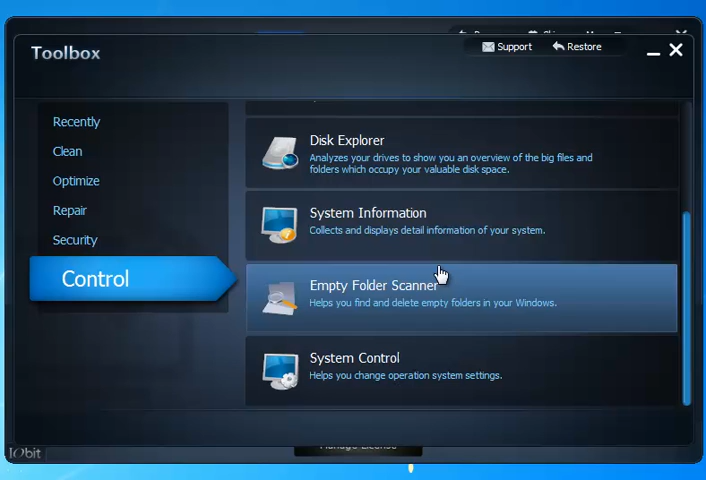 Toolbox
Support
Restore
Recently
Clean
Optimize
Repair
Security
Control
Disk Explorer
Analyzes your drives to show you an overview of the big files and
folders which occupy your valuable disk space.
System Information
Collects and displays detail information of your system.
Empty Folder Scanner
Helps you find and delete empty folders in your Windows.
System Control
Helps you change operation system settings.
IObit
Manage License